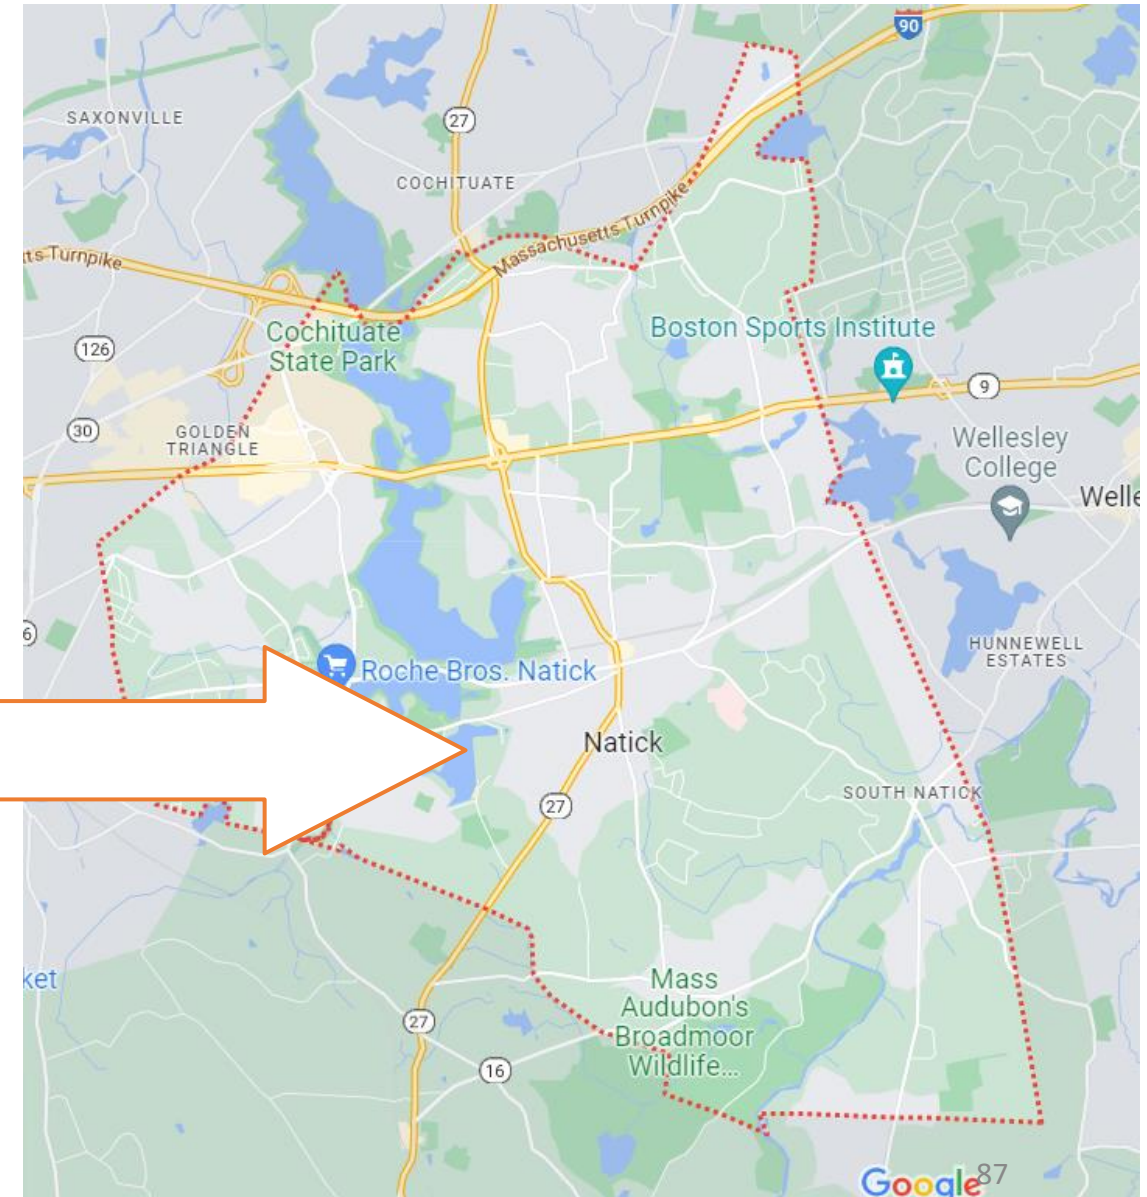 90
SAXONVILLE
27
COCHITUATE
Massachusetts Turnpike
ts Turnpike
Cochituate
State Park
Boston Sports Institute
126
9
30
GOLDEN
TRIANGLE
Wellesley
College
Welle
6
HUNNEWELL
ESTATES
Roche Bros. Natick
Natick
SOUTH NATICK
27
ket
Mass
Audubon's
Broadmoor
Wildlife...
27
16
Google
87